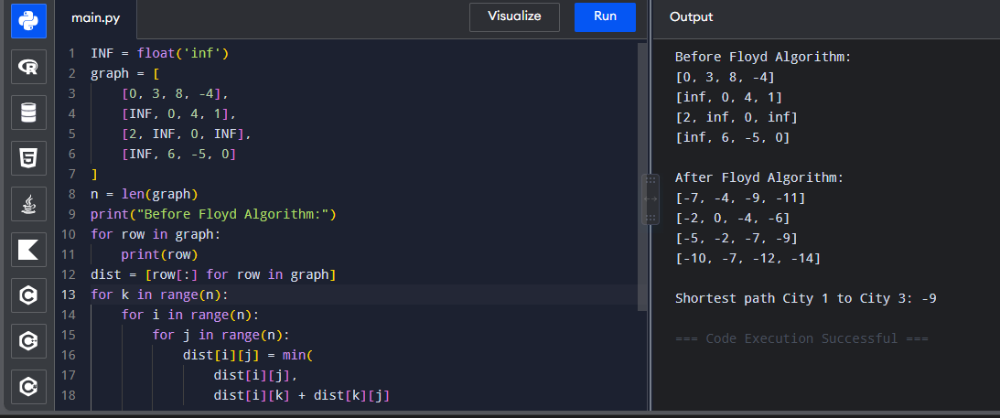 main.py
Visualize
Run
Output
1 INF = float('inf')
2 graph = [
3 [0, 3, 8, -4],
4 [INF, 0, 4, 1],
5 [2, INF, 0, INF],
6 [INF, 6, -5, 0]
7 ]
8 n = len(graph)
9 print("Before Floyd Algorithm:")
10 for row in graph:
11 print(row)
12 dist = [row[:] for row in graph]
13 for k in range(n):
14 for i in range(n):
15 for j in range(n):
16 dist[i][j] = min(
17 dist[i][j],
18 dist[i][k] + dist[k][j]
Before Floyd Algorithm:
[0, 3, 8, -4]
[inf, 0, 4, 1]
[2, inf, 0, inf]
[inf, 6, -5, 0]
After Floyd Algorithm:
[-7, -4, -9, -11]
[-2, 0, -4, -6]
[-5, -2, -7, -9]
[-10, -7, -12, -14]
Shortest path City 1 to City 3: -9
=== Code Execution Successful ===